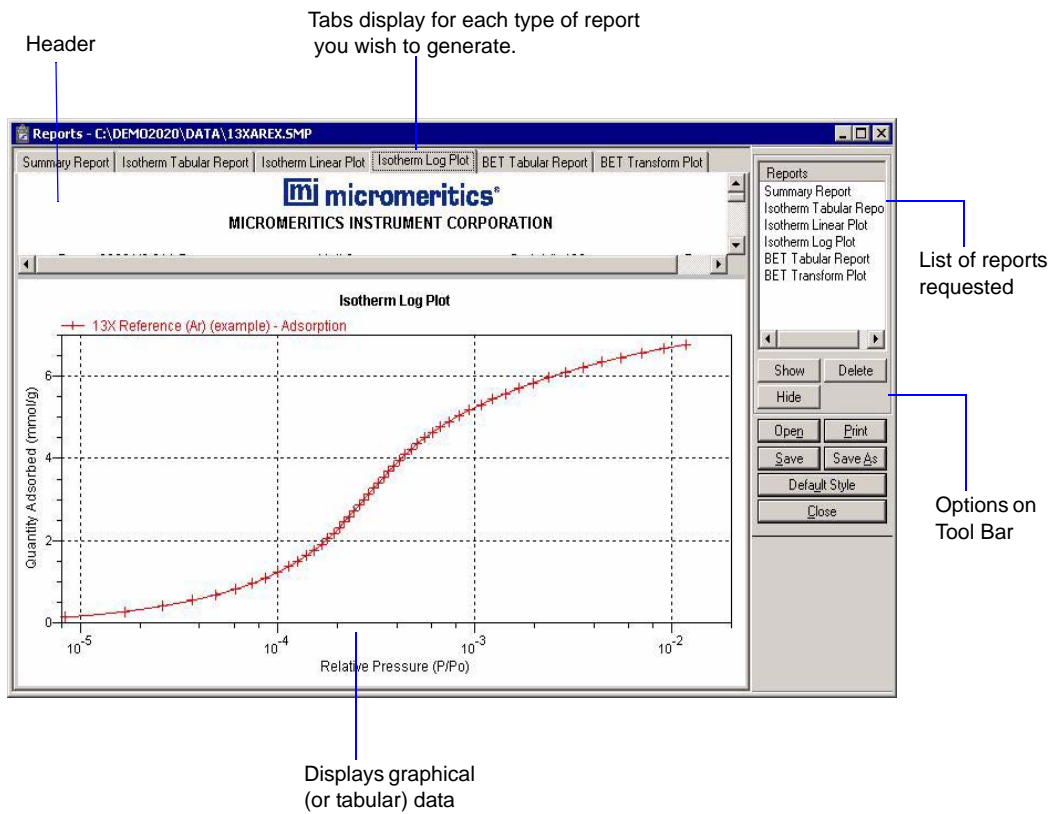 Tabs display for each type of report
you wish to generate.
Header
Reports - C:\DEMO2020\DATA\13XAREX.SMP
Summary Report Isotherm Tabular Report Isotherm Linear Plot Isotherm Log Plot BET Tabular Report BET Transform Plot
mi micromeritics®
MICROMERITICS INSTRUMENT CORPORATION
Isotherm Log Plot
13X Reference (Ar) (example) - Adsorption
Quantity Adsorbed (mmol/g)
6
4
2
0
10-5 10-4 10-3 10-2
Relative Pressure (P/Po)
Reports
Summary Report
Isotherm Tabular Repo
Isotherm Linear Plot
Isotherm Log Plot
BET Tabular Report
BET Transform Plot
Show Delete
Hide
Open Print
Save Save As
Default Style
Close
List of reports
requested
Options on
Tool Bar
Displays graphical
(or tabular) data